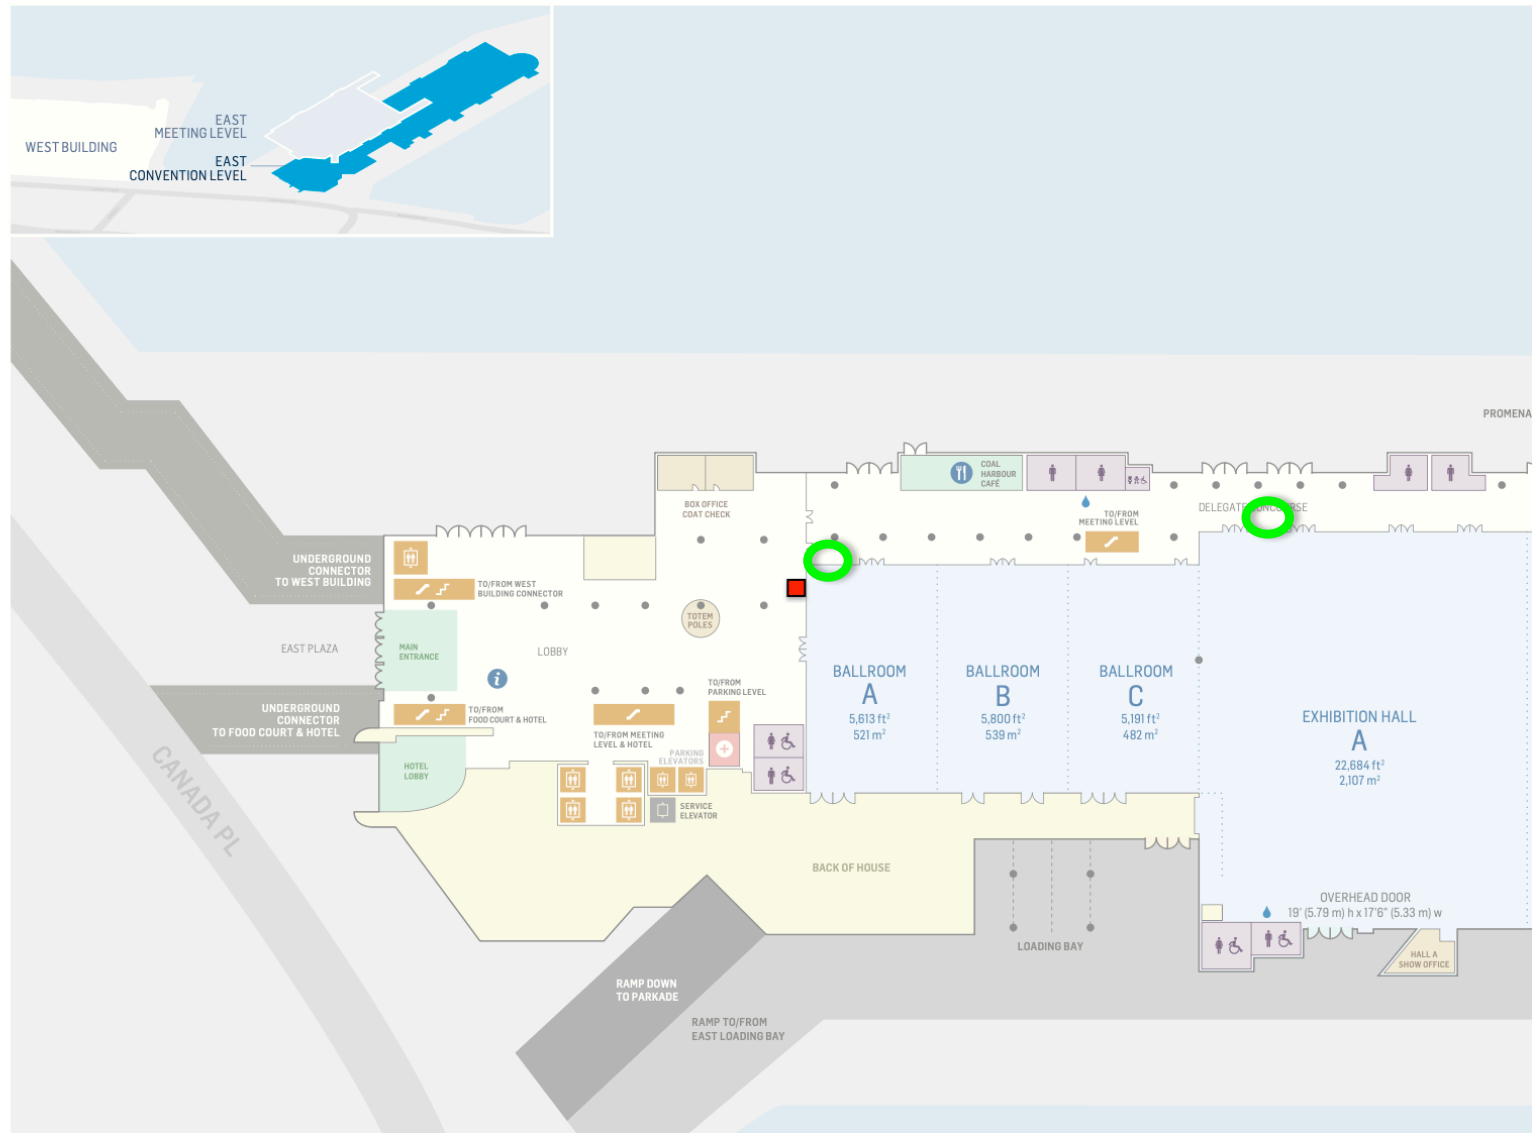 EAST
MEETING LEVEL
WEST BUILDING
EAST
CONVENTION LEVEL
PROMENA
COAL
HARBOUR
CAFÉ
BOX OFFICE
COAT CHECK
TO/FROM
MEETING LEVEL
DELEGATE CONCOURSE
UNDERGROUND
CONNECTOR
TO WEST BUILDING
TO/FROM WEST
BUILDING CONNECTOR
TOTEM
POLES
EAST PLAZA
MAIN
ENTRANCE
LOBBY
i
UNDERGROUND
CONNECTOR
TO FOOD COURT & HOTEL
TO/FROM
FOOD COURT & HOTEL
TO/FROM MEETING
LEVEL & HOTEL
TO/FROM
PARKING LEVEL
PARKING
ELEVATORS
HOTEL
LOBBY
SERVICE
ELEVATOR
BALLROOM
A
5,613 ft²
521 m²
BALLROOM
B
5,800 ft²
539 m²
BALLROOM
C
5,191 ft²
482 m²
EXHIBITION HALL
A
22,684 ft²
2,107 m²
CANADA PL
BACK OF HOUSE
OVERHEAD DOOR
19' (5.79 m) h x 17'6" (5.33 m) w
LOADING BAY
HALL A
SHOW OFFICE
RAMP DOWN
TO PARKADE
RAMP TO/FROM
EAST LOADING BAY